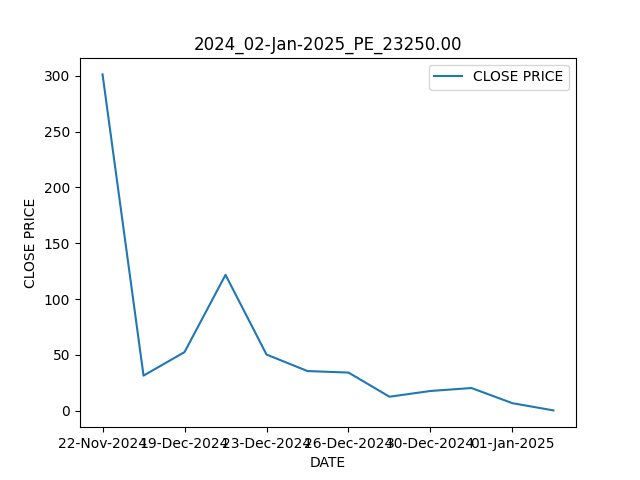 2024_02-Jan-2025_PE_23250.00
CLOSE PRICE
300
250
200
150
100
50
0
CLOSE PRICE
22-Nov-2024 19-Dec-2024 23-Dec-2024 26-Dec-2024 30-Dec-2024 01-Jan-2025
DATE